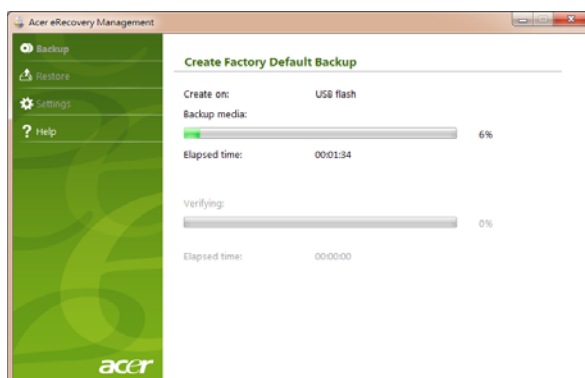 Acer eRecovery Management
Backup
Restore
Settings
? Help
Create Factory Default Backup
Create on: USB flash
Backup media:
6%
Elapsed time: 00:01:34
Verifying:
0%
Elapsed time: 00:00:00
acer